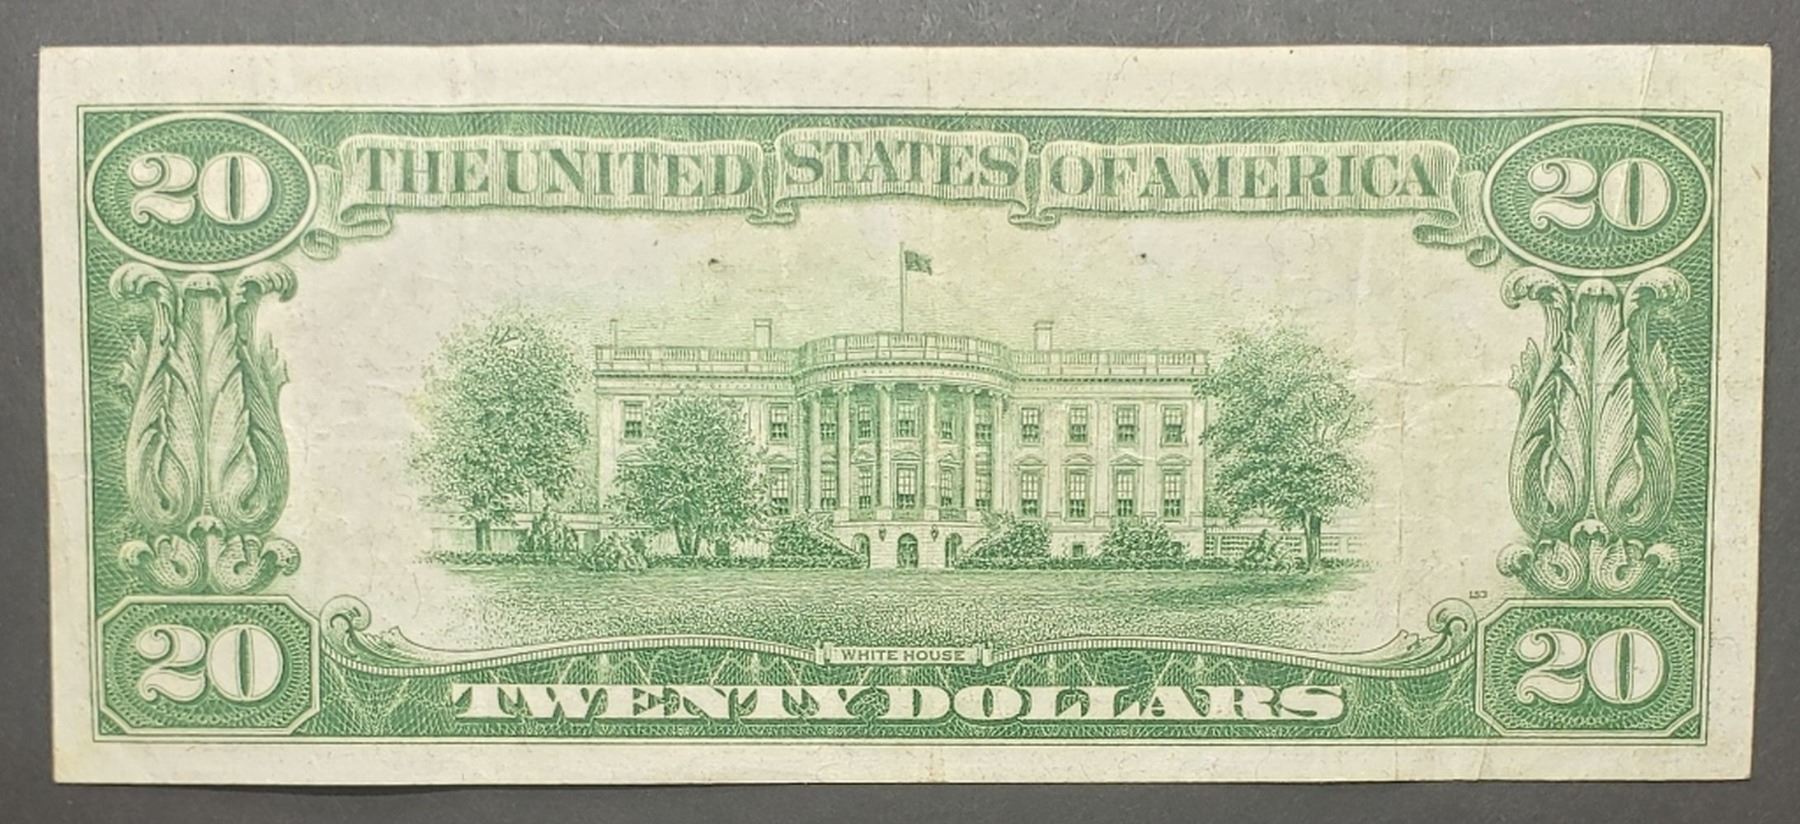 20 THE UNITED STATES OF AMERICA 20
WHITE HOUSE
20 TWENTY DOLLARS 20